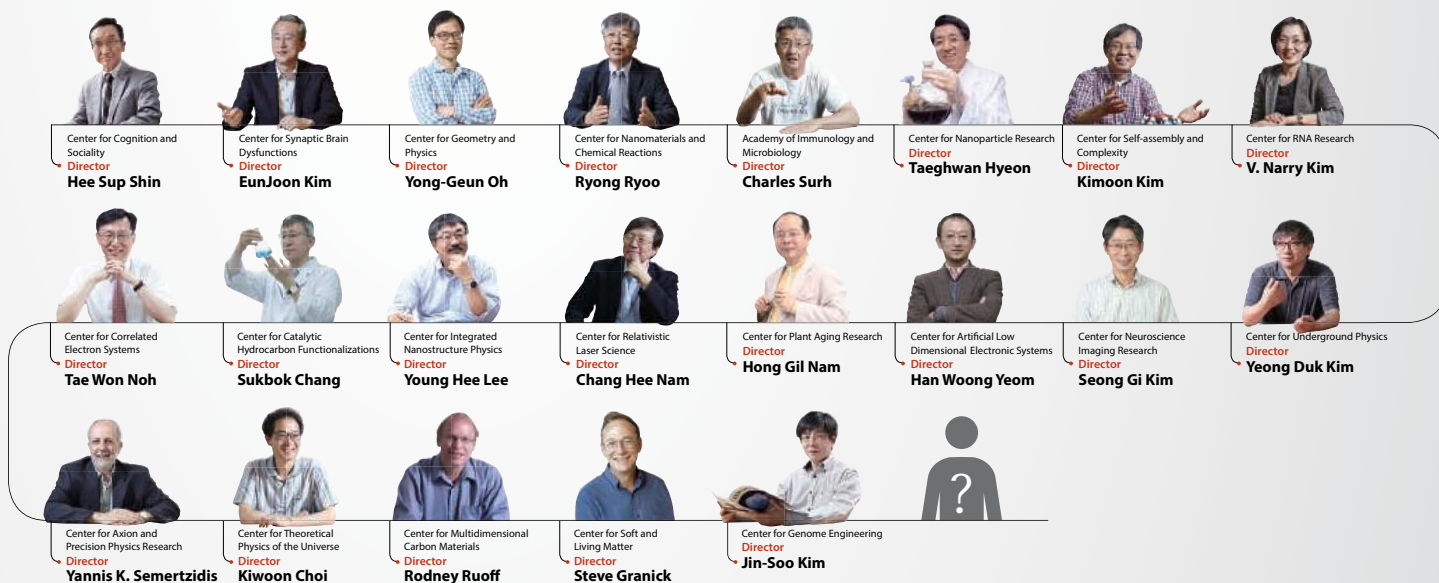 Center for Cognition and
Sociality
Director
Hee Sup Shin
Center for Synaptic Brain
Dysfunctions
Director
EunJoon Kim
Center for Geometry and
Physics
Director
Yong-Geun Oh
Center for Nanomaterials and
Chemical Reactions
Director
Ryong Ryoo
Academy of Immunology and
Microbiology
Director
Charles Surh
Center for Nanoparticle Research
Director
Taeghwan Hyeon
Center for Self-assembly and
Complexity
Director
Kimoon Kim
Center for RNA Research
Director
V. Narry Kim
Center for Correlated
Electron Systems
Director
Tae Won Noh
Center for Catalytic
Hydrocarbon Functionalizations
Director
Sukbok Chang
Center for Integrated
Nanostructure Physics
Director
Young Hee Lee
Center for Relativistic
Laser Science
Director
Chang Hee Nam
Center for Plant Aging Research
Director
Hong Gil Nam
Center for Artificial Low
Dimensional Electronic Systems
Director
Han Woong Yeom
Center for Neuroscience
Imaging Research
Director
Seong Gi Kim
Center for Underground Physics
Director
Yeong Duk Kim
Center for Axion and
Precision Physics Research
Director
Yannis K. Semertzidis
Center for Theoretical
Physics of the Universe
Director
Kiwoon Choi
Center for Multidimensional
Carbon Materials
Director
Rodney Ruoff
Center for Soft and
Living Matter
Director
Steve Granick
Center for Genome Engineering
Director
Jin-Soo Kim
?